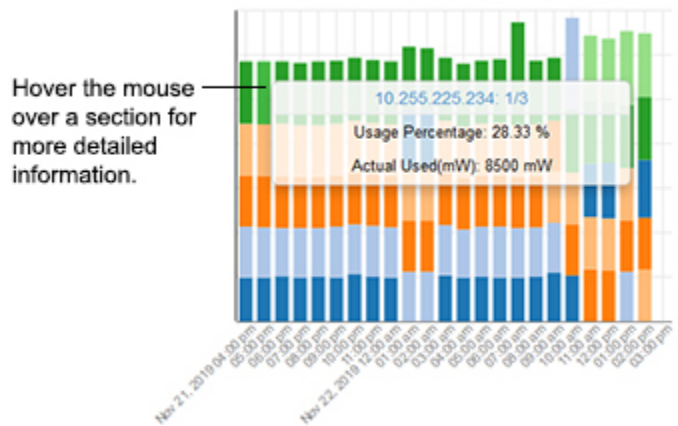 Hover the mouse
over a section for
more detailed
information.
10.255.225.234: 1/3
Usage Percentage: 28.33 %
Actual Used(mW): 8500 mW
Nov 21, 2019 04:00 pm
05:00 pm
06:00 pm
07:00 pm
08:00 pm
09:00 pm
10:00 pm
11:00 pm
Nov 22, 2019 12:00 am
01:00 am
02:00 am
03:00 am
04:00 am
05:00 am
06:00 am
07:00 am
08:00 am
09:00 am
10:00 am
11:00 am
12:00 pm
01:00 pm
02:00 pm
03:00 pm